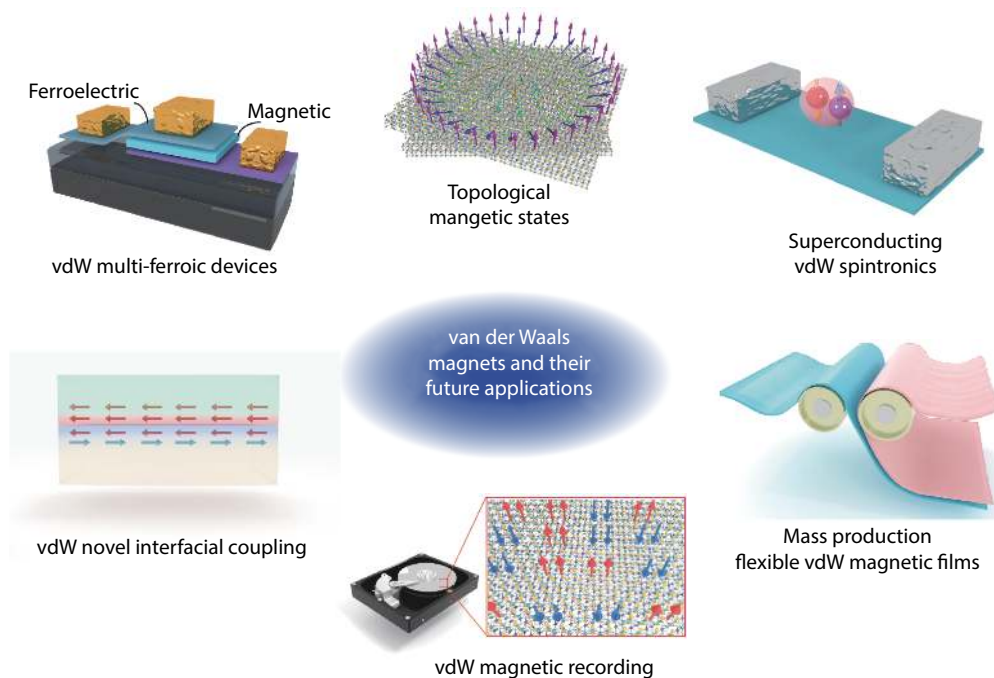 Ferroelectric
Magnetic
vdW multi-ferroic devices
Topological
mangetic states
Superconducting
vdW spintronics
van der Waals
magnets and their
future applications
vdW novel interfacial coupling
Mass production
flexible vdW magnetic films
vdW magnetic recording